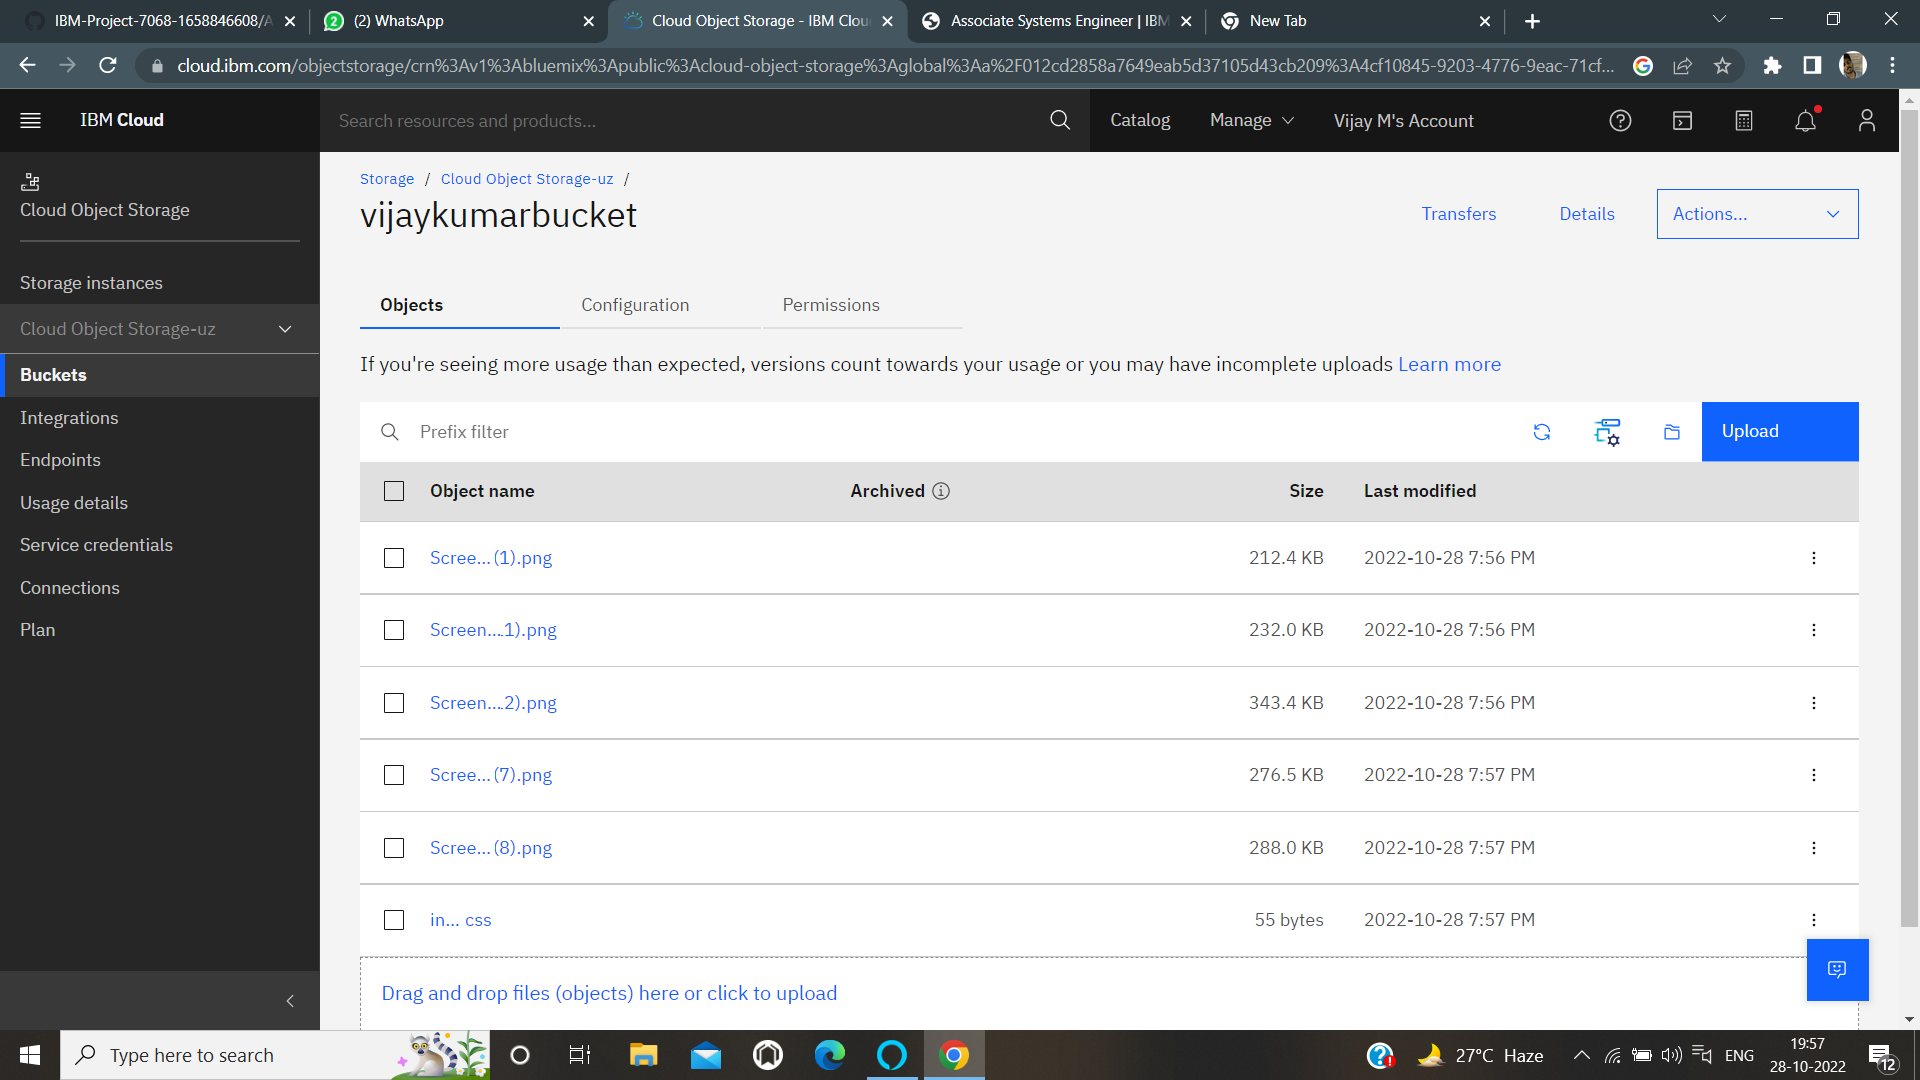 IBM-Project-7068-1658846608/A
(2) WhatsApp
Cloud Object Storage - IBM Clou
Associate Systems Engineer | IBM
New Tab
cloud.ibm.com/objectstorage/crn%3Av1%3Abluemix%3Apublic%3Acloud-object-storage%3Aglobal%3Aa%2F012cd2858a7649eab5d37105d43cb209%3A4cf10845-9203-4776-9eac-71cf...
IBM Cloud
Search resources and products...
Catalog
Manage
Vijay M's Account
Cloud Object Storage
Storage instances
Cloud Object Storage-uz
Buckets
Integrations
Endpoints
Usage details
Service credentials
Connections
Plan
Storage / Cloud Object Storage-uz /
vijaykumarbucket
Transfers
Details
Actions...
Objects
Configuration
Permissions
If you're seeing more usage than expected, versions count towards your usage or you may have incomplete uploads Learn more
Prefix filter
Upload
Object name Archived Size Last modified
Scree... (1).png 212.4 KB 2022-10-28 7:56 PM
Screen....1).png 232.0 KB 2022-10-28 7:56 PM
Screen....2).png 343.4 KB 2022-10-28 7:56 PM
Scree... (7).png 276.5 KB 2022-10-28 7:57 PM
Scree... (8).png 288.0 KB 2022-10-28 7:57 PM
in... css 55 bytes 2022-10-28 7:57 PM
Drag and drop files (objects) here or click to upload
Type here to search
27°C Haze
ENG
19:57
28-10-2022
12